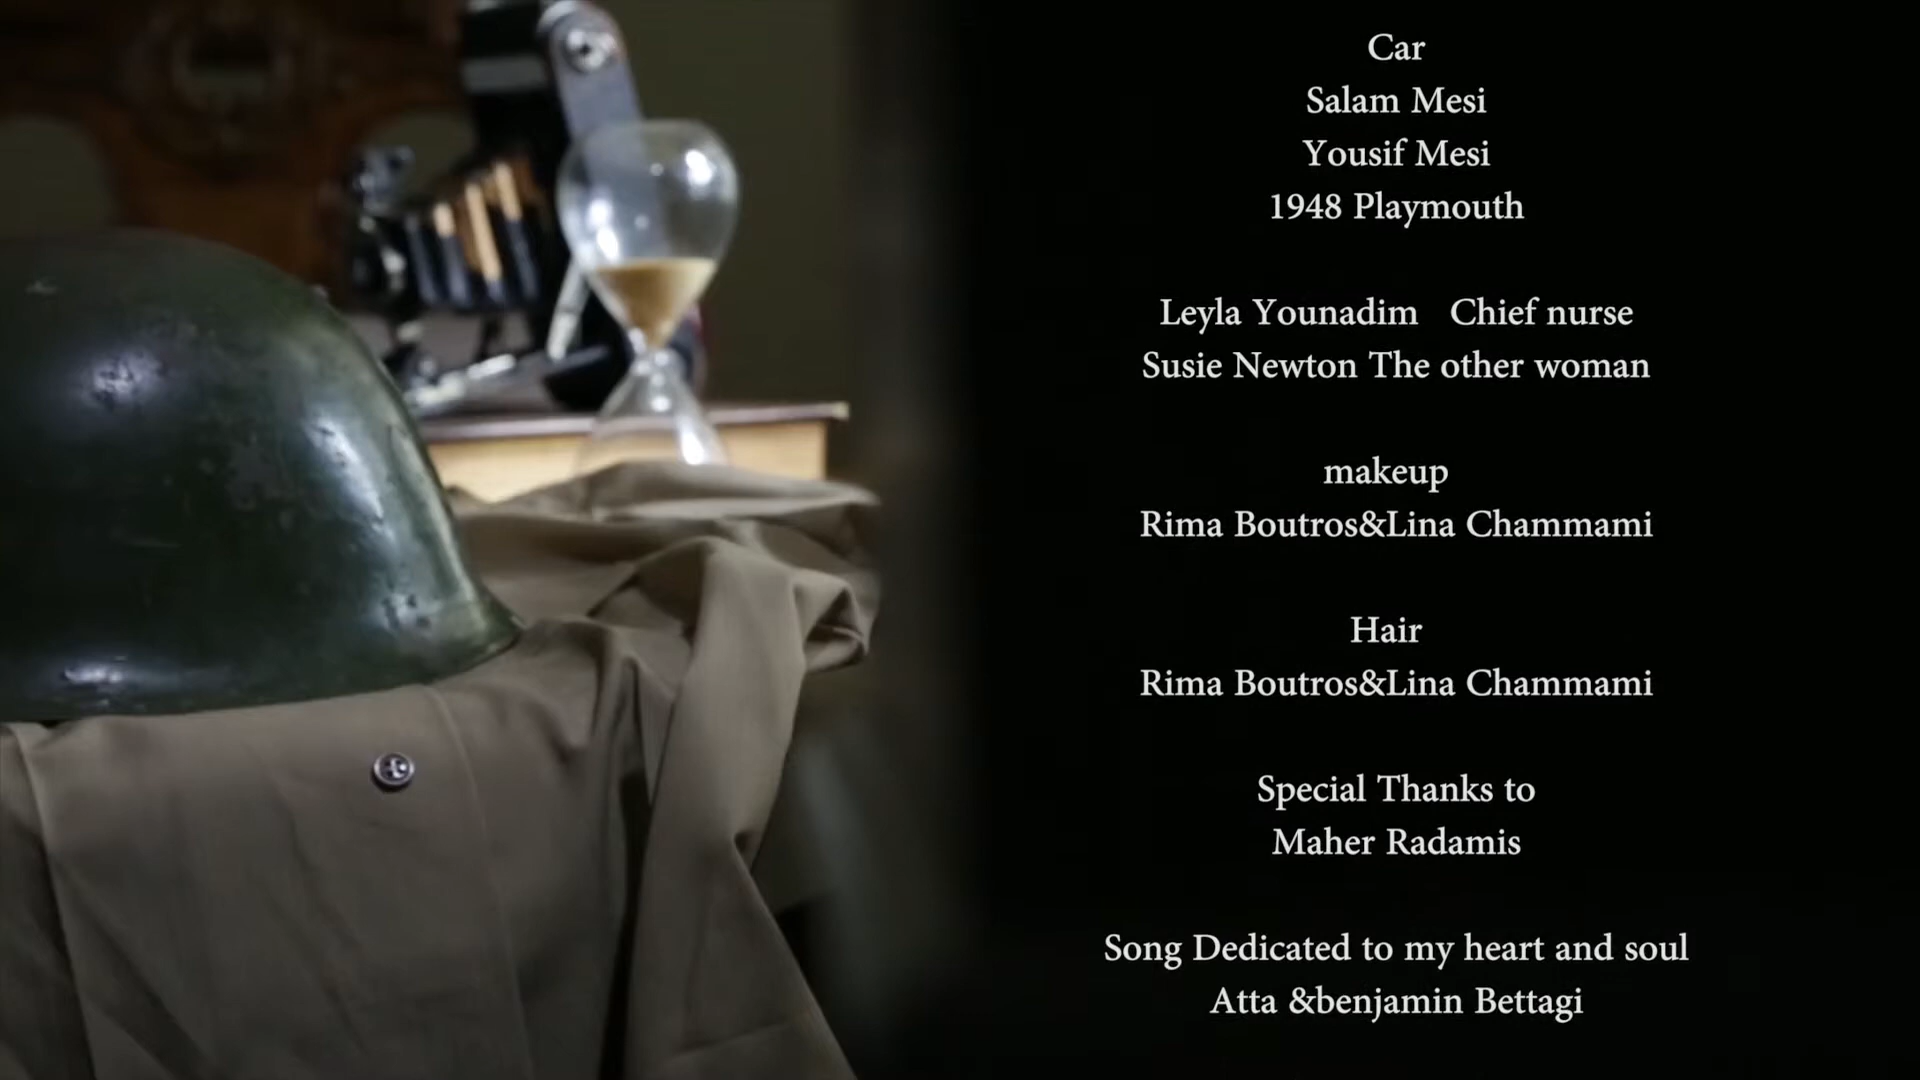 Car
Salam Mesi
Yousif Mesi
1948 Playmouth
Leyla Younadim Chief nurse
Susie Newton The other woman
makeup
Rima Boutros&Lina Chammami
Hair
Rima Boutros&Lina Chammami
Special Thanks to
Maher Radamis
Song Dedicated to my heart and soul
Atta &benjamin Bettagi